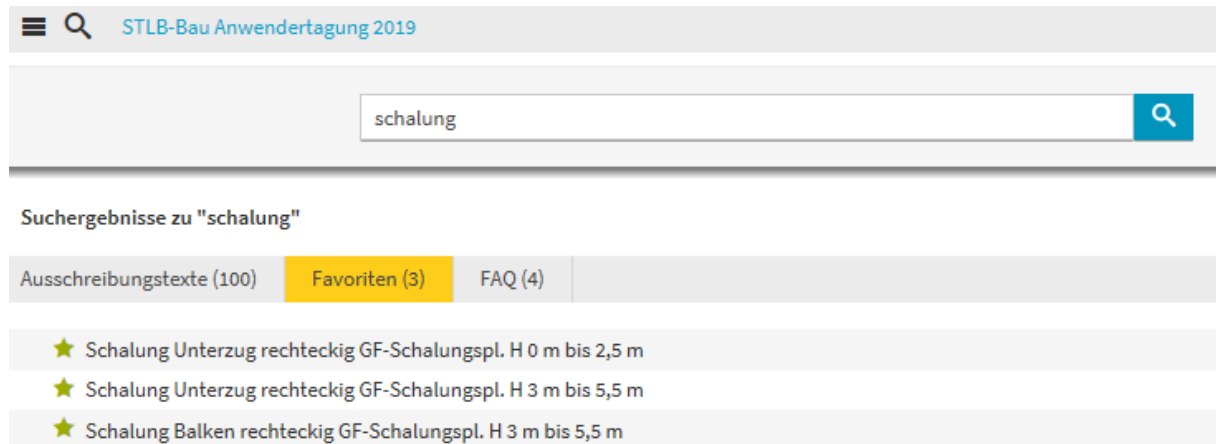 STLB-Bau Anwendertagung 2019
schalung
Suchergebnisse zu "schalung"
Ausschreibungstexte (100) Favoriten (3) FAQ (4)
Schalung Unterzug rechteckig GF-Schalungspl. H 0 m bis 2,5 m
Schalung Unterzug rechteckig GF-Schalungspl. H 3 m bis 5,5 m
Schalung Balken rechteckig GF-Schalungspl. H 3 m bis 5,5 m